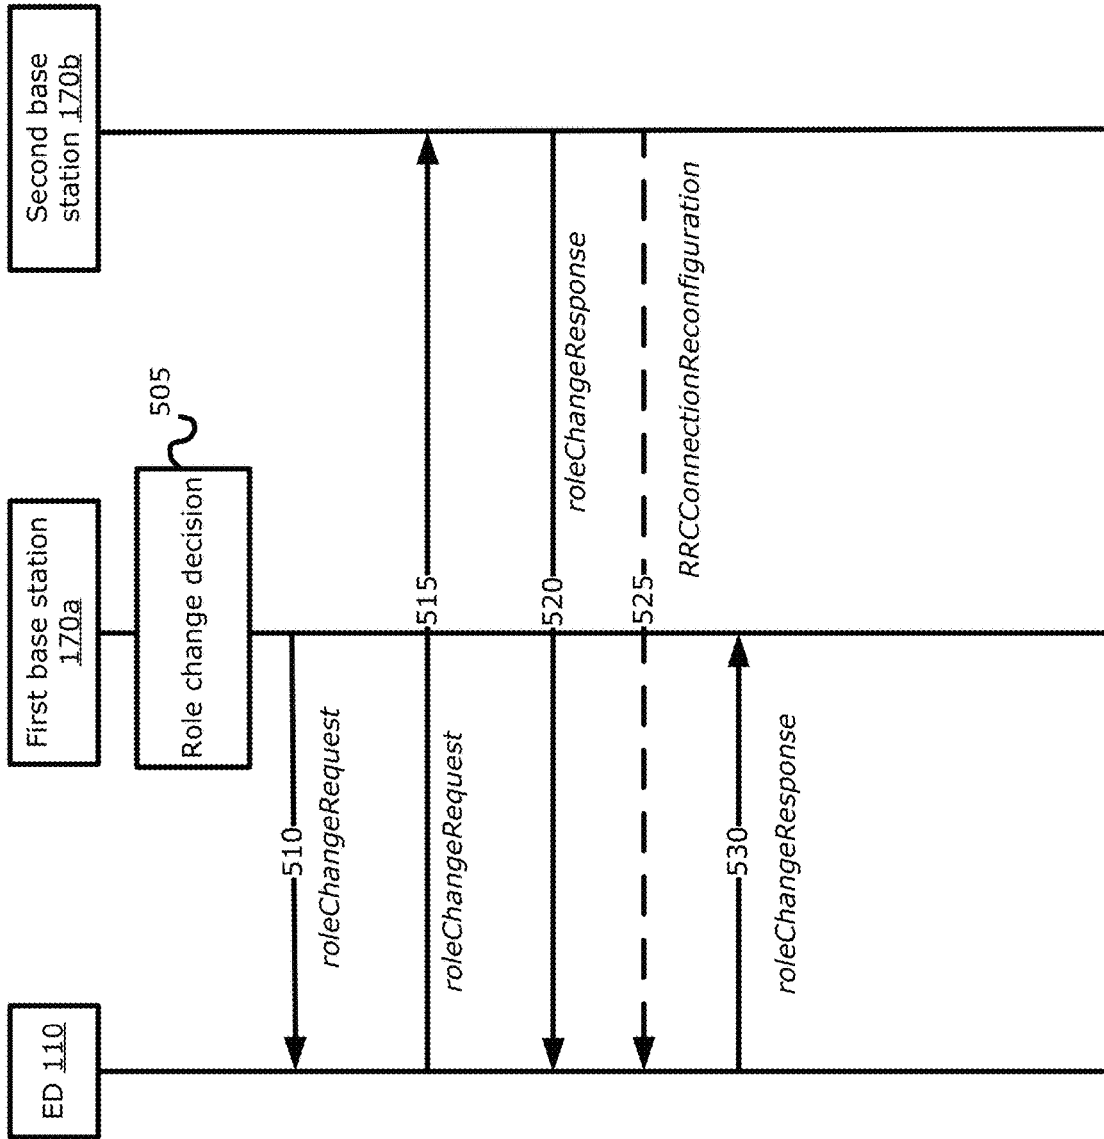 ED 110
First base station
170a
Second base
station 170b
Role change decision
505
510
roleChangeRequest
515
roleChangeRequest
520
roleChangeResponse
525
RRCConnectionReconfiguration
530
roleChangeResponse